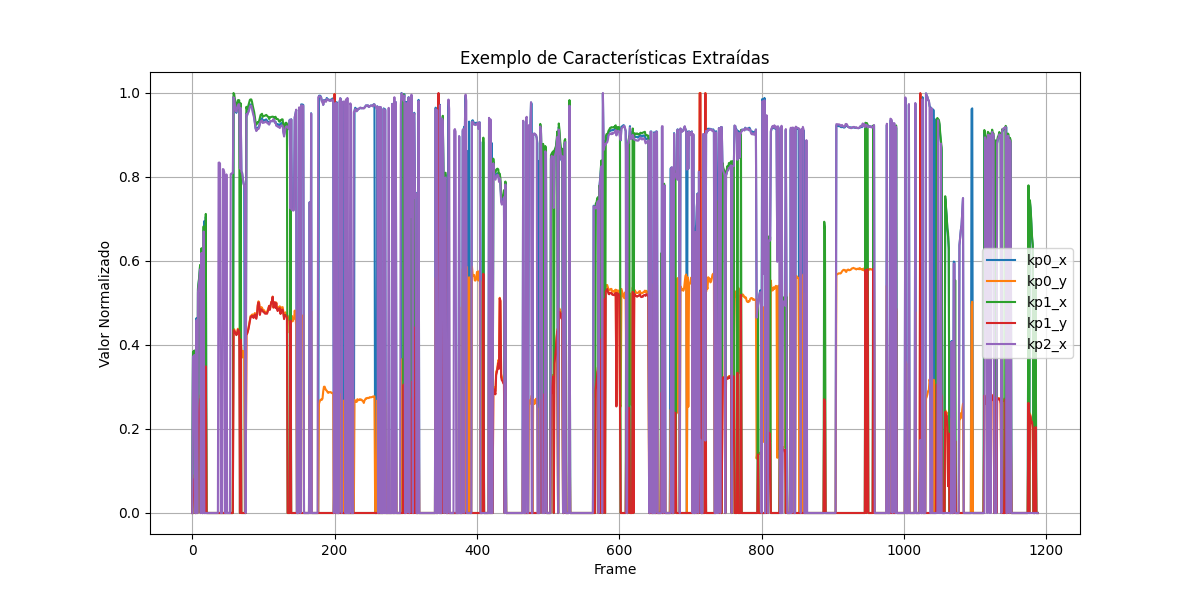 Exemplo de Características Extraídas
Valor Normalizado
1.0
0.8
0.6
0.4
0.2
0.0
kp0_x
kp0_y
kp1_x
kp1_y
kp2_x
0 200 400 600 800 1000 1200
Frame